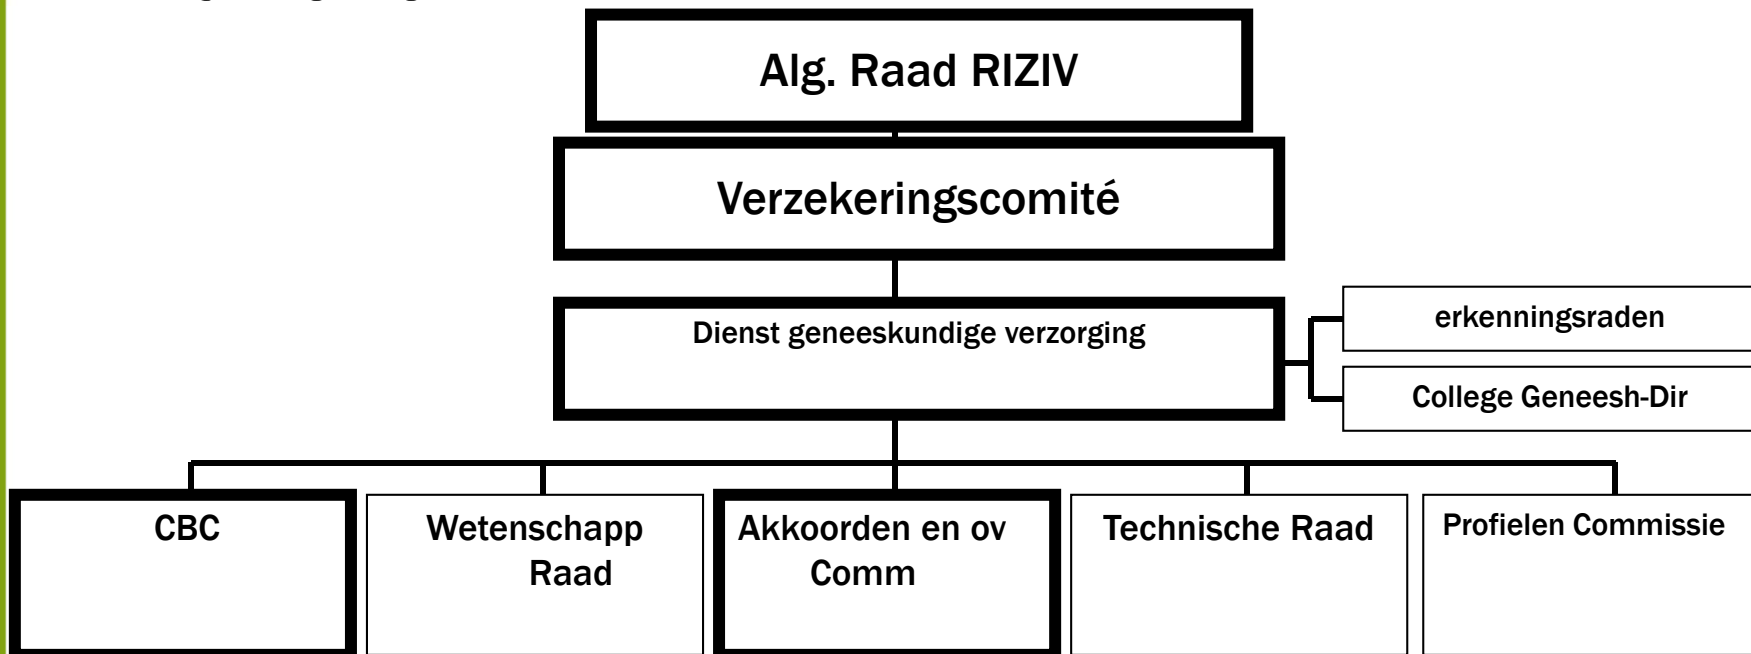 Alg. Raad RIZIV
Verzekeringscomité
Dienst geneeskundige verzorging
erkenningsraden
College Geneesh-Dir
CBC
Wetenschapp
Raad
Akkoorden en ov
Comm
Technische Raad
Profielen Commissie